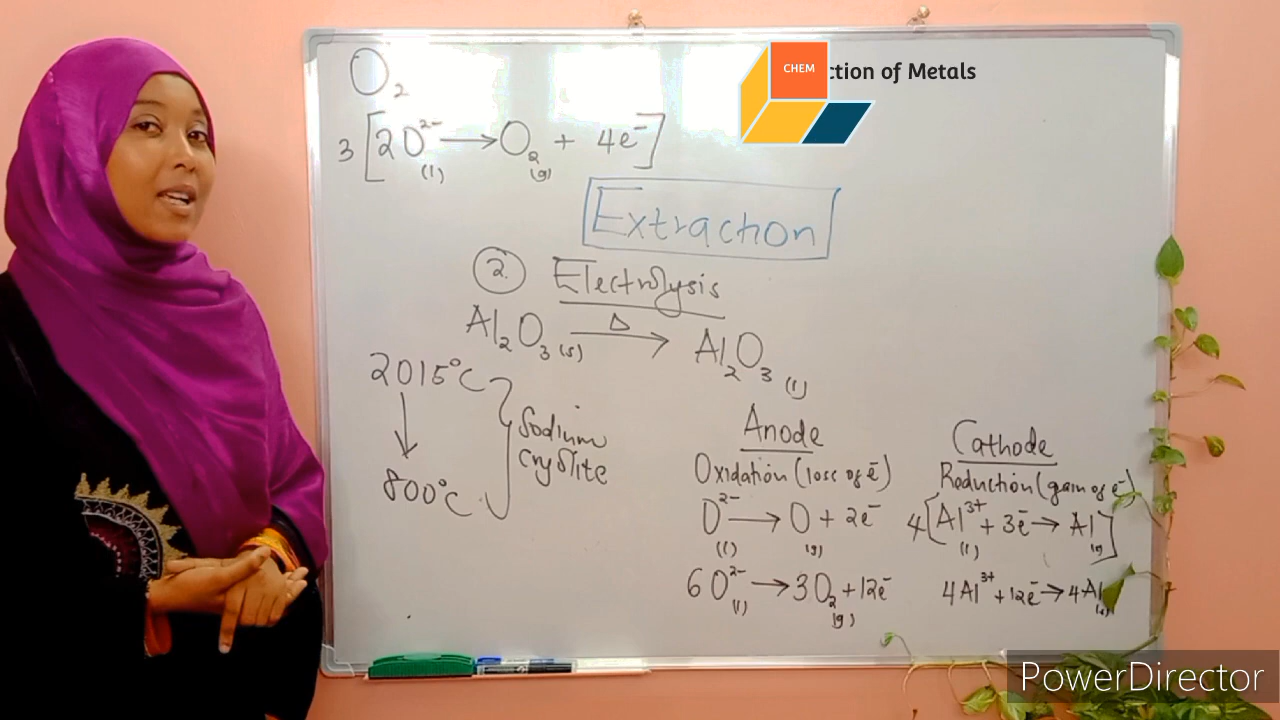 O₂
CHEM
ction of Metals
3 [2O²⁻(l) → O₂(g) + 4e⁻]
Extraction
2. Electrolysis
Al₂O₃(s) Δ→ Al₂O₃(l)
2015°C
↓
800°C
Sodium
cryolite
Anode
Oxidation (loss of e⁻)
O²⁻(l) → O(g) + 2e⁻
6O²⁻(l) → 3O₂(g) + 12e⁻
Cathode
Reduction (gain of e⁻)
4[Al³⁺(l) + 3e⁻ → Al]
4Al³⁺ + 12e⁻ → 4Al
PowerDirector